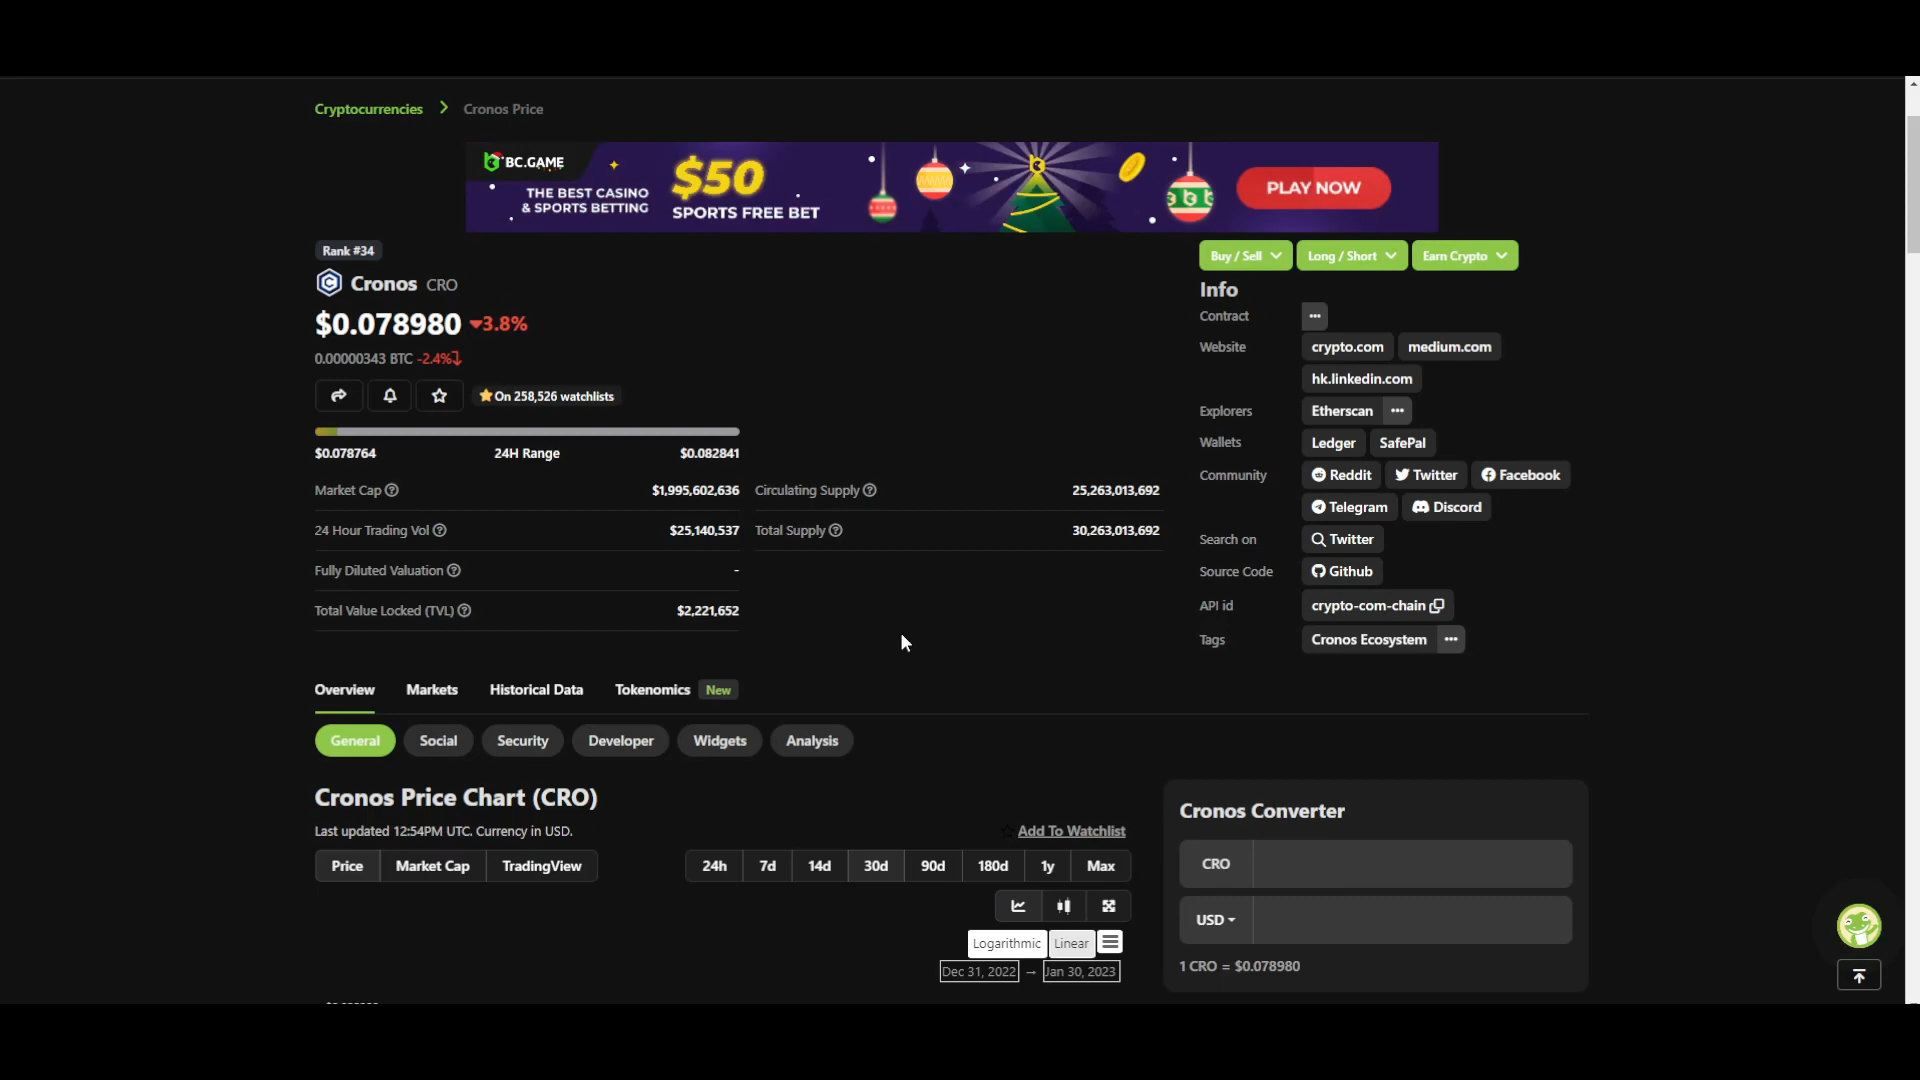 Cryptocurrencies > Cronos Price
BC.GAME
THE BEST CASINO
& SPORTS BETTING
$50
SPORTS FREE BET
PLAY NOW
Rank #34
Cronos CRO
$0.078980 3.8%
0.00000343 BTC -2.4%
On 258,526 watchlists
$0.078764 24H Range $0.082841
Market Cap $1,995,602,636
24 Hour Trading Vol $25,140,537
Fully Diluted Valuation -
Total Value Locked (TVL) $2,221,652
Circulating Supply 25,263,013,692
Total Supply 30,263,013,692
Buy / Sell Long / Short Earn Crypto
Info
Contract ...
Website crypto.com medium.com
hk.linkedin.com
Explorers Etherscan ...
Wallets Ledger SafePal
Community Reddit Twitter Facebook
Telegram Discord
Search on Twitter
Source Code Github
API id crypto-com-chain
Tags Cronos Ecosystem ...
Overview Markets Historical Data Tokenomics New
General Social Security Developer Widgets Analysis
Cronos Price Chart (CRO)
Last updated 12:54PM UTC. Currency in USD.
Add To Watchlist
Price Market Cap TradingView
24h 7d 14d 30d 90d 180d 1y Max
Logarithmic Linear
Dec 31, 2022 → Jan 30, 2023
Cronos Converter
CRO
USD
1 CRO = $0.078980